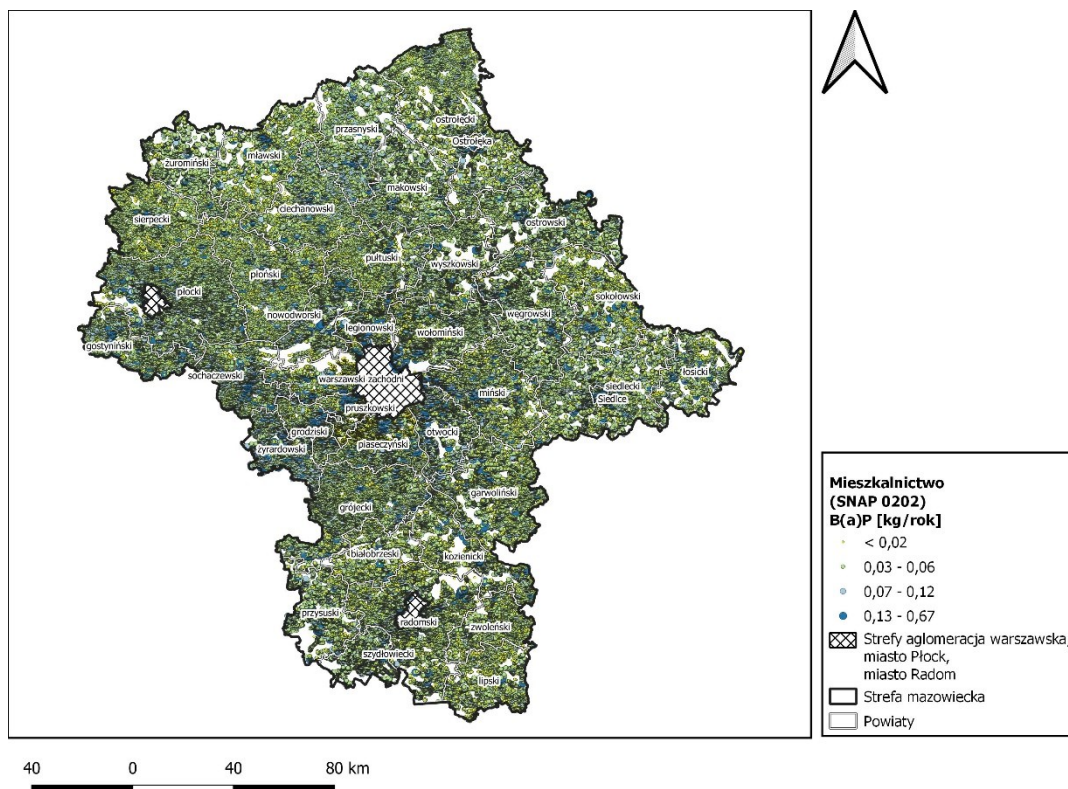 ostrołęcki
Ostrołęka
przasnyski
mławski
żuromiński
makowski
ciechanowski
sierpecki
ostrowski
pułtuski
wyszkowski
płoński
płocki
sokołowski
nowodworski
węgrowski
legionowski
wołomiński
gostyniński
łosicki
sochaczewski
warszawski zachodni
siedlecki
Siedlce
miński
pruszkowski
grodziski
otwocki
piaseczyński
żyrardowski
garwoliński
grójecki
białobrzeski
kozienicki
przysuski
radomski
zwoleński
szydłowiecki
lipski
Mieszkalnictwo
(SNAP 0202)
B(a)P [kg/rok]
< 0,02
0,03 - 0,06
0,07 - 0,12
0,13 - 0,67
Strefy aglomeracja warszawska,
miasto Płock,
miasto Radom
Strefa mazowiecka
Powiaty
40 0 40 80 km